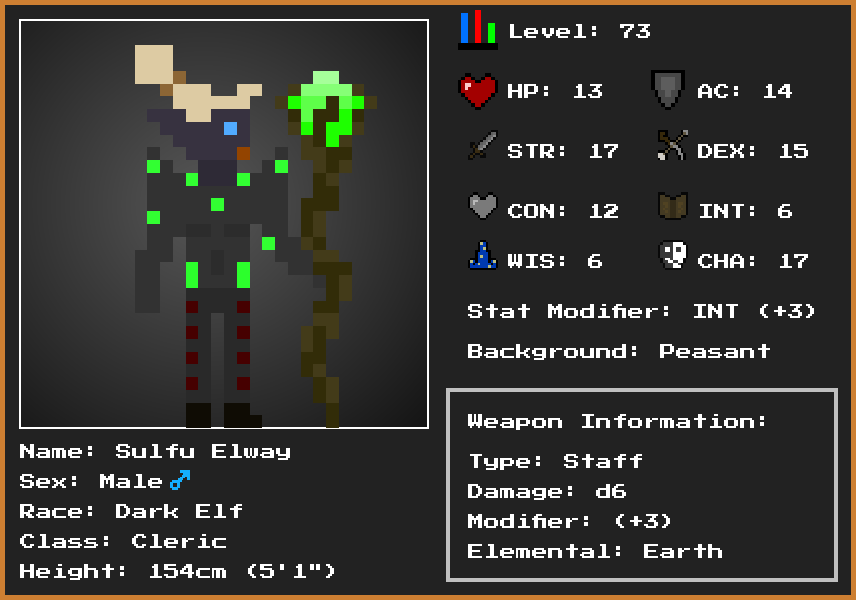 Level: 73
HP: 13 AC: 14
STR: 17 DEX: 15
CON: 12 INT: 6
WIS: 6 CHA: 17
Stat Modifier: INT (+3)
Background: Peasant
Weapon Information:
Type: Staff
Damage: d6
Modifier: (+3)
Elemental: Earth
Name: Sulfu Elway
Sex: Male ♂
Race: Dark Elf
Class: Cleric
Height: 154cm (5'1")